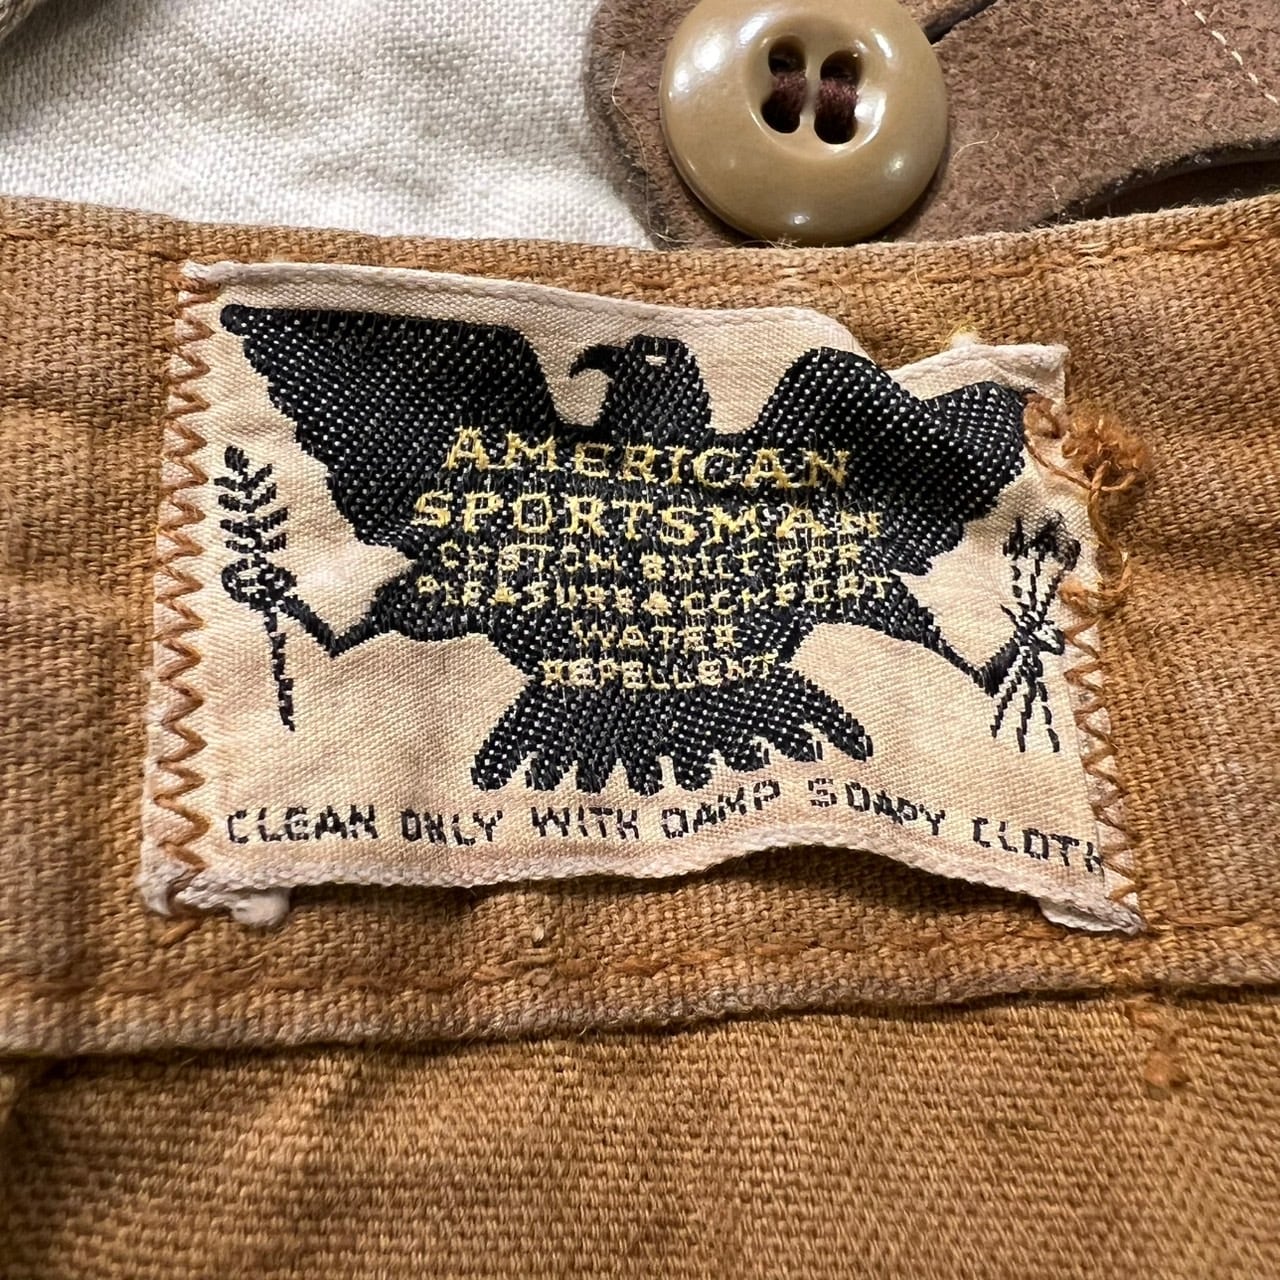 AMERICAN
SPORTSMAN
CUSTOM BUILT FOR
PLEASURE & COMFORT
WATER
REPELLENT
CLEAN ONLY WITH DAMP SOAPY CLOTH